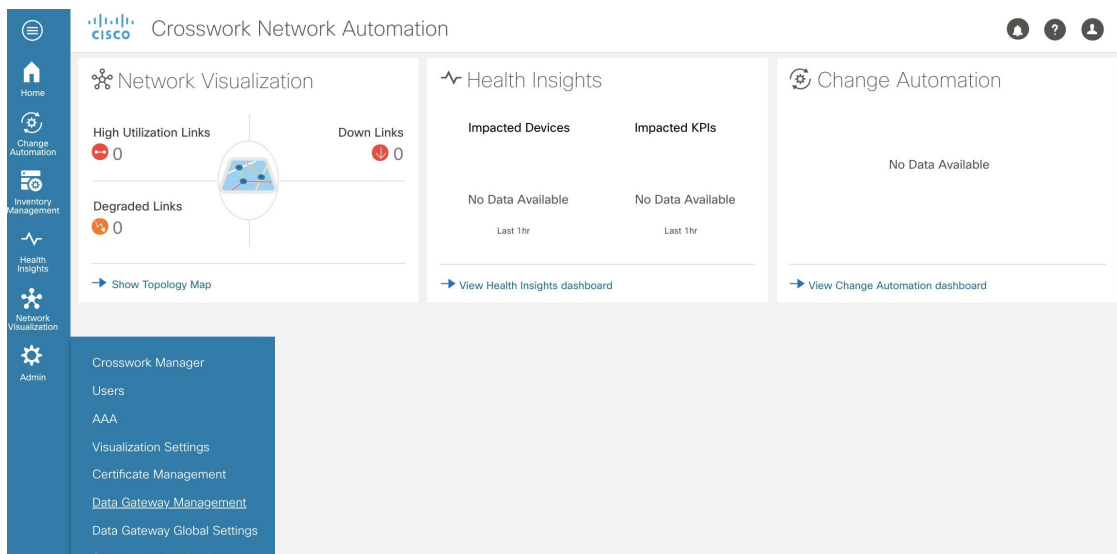 CISCO Crosswork Network Automation
Home
Change
Automation
Inventory
Management
Health
Insights
Network
Visualization
Admin
Network Visualization
High Utilization Links
0
Down Links
0
Degraded Links
0
Show Topology Map
Health Insights
Impacted Devices
Impacted KPIs
No Data Available
No Data Available
Last 1hr
Last 1hr
View Health Insights dashboard
Change Automation
No Data Available
View Change Automation dashboard
Crosswork Manager
Users
AAA
Visualization Settings
Certificate Management
Data Gateway Management
Data Gateway Global Settings